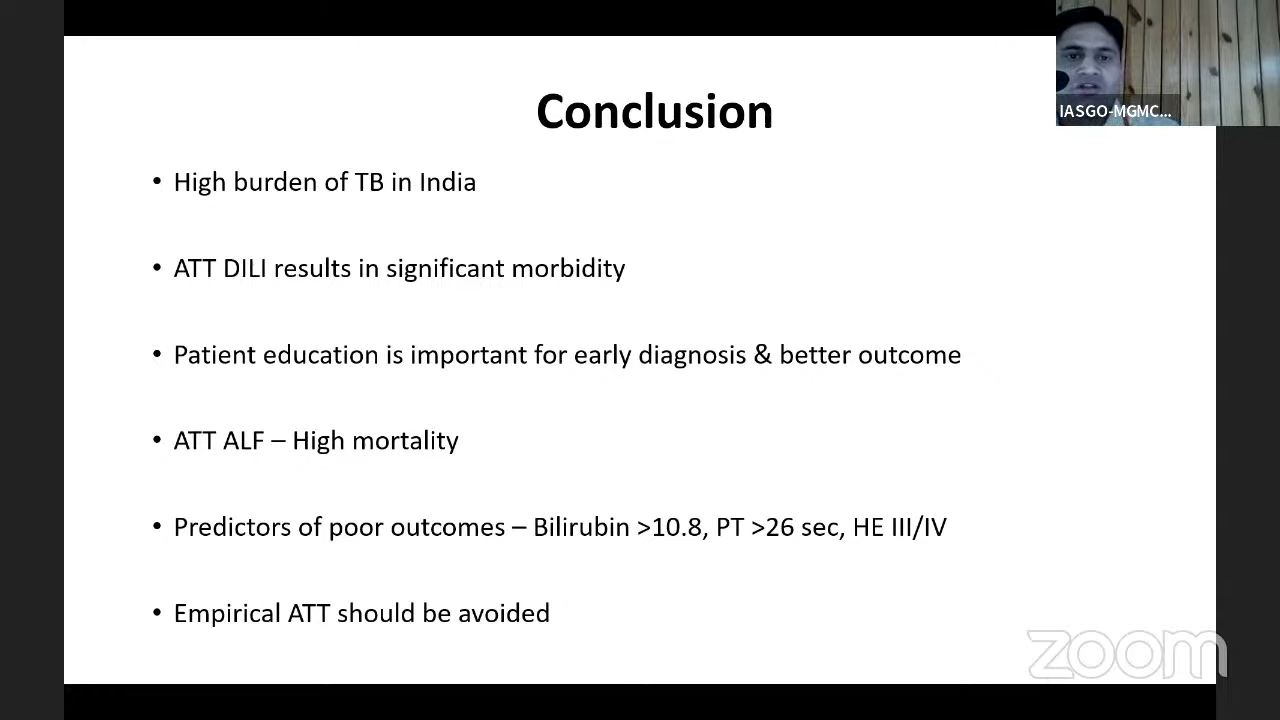 Conclusion
IASGO-MGMC...
• High burden of TB in India
• ATT DILI results in significant morbidity
• Patient education is important for early diagnosis & better outcome
• ATT ALF – High mortality
• Predictors of poor outcomes – Bilirubin >10.8, PT >26 sec, HE III/IV
• Empirical ATT should be avoided
zoom